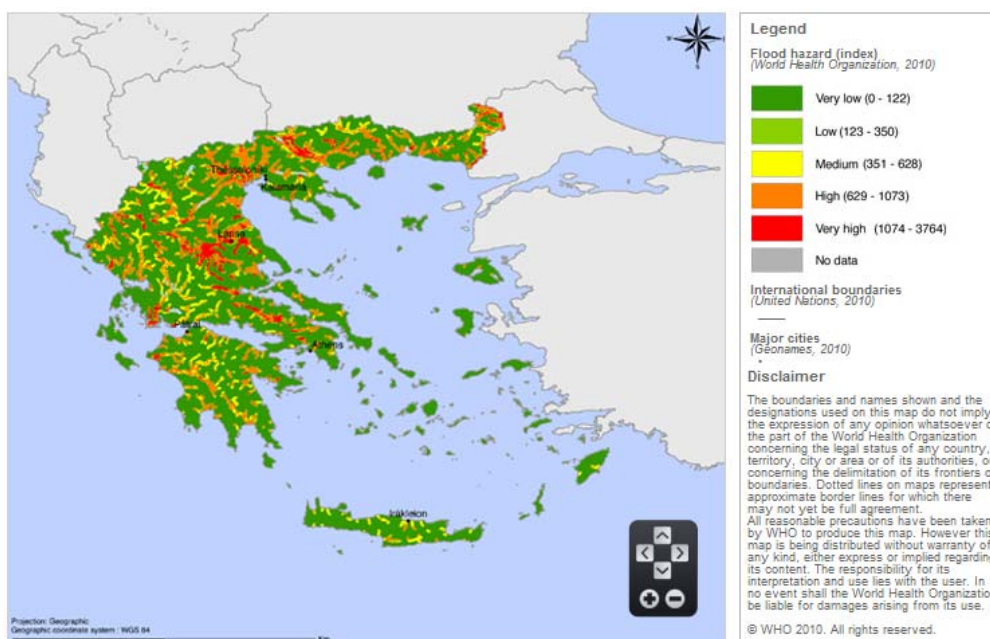 Thessaloniki
Kalamaria
Larisa
Patrai
Athens
Irakleion
Projection: Geographic
Geographic coordinate system : WGS 84
Km
Legend
Flood hazard (index)
(World Health Organization, 2010)
Very low (0 - 122)
Low (123 - 350)
Medium (351 - 628)
High (629 - 1073)
Very high (1074 - 3764)
No data
International boundaries
(United Nations, 2010)
Major cities
(Geonames, 2010)
Disclaimer
The boundaries and names shown and the
designations used on this map do not imply
the expression of any opinion whatsoever o
the part of the World Health Organization
concerning the legal status of any country,
territory, city or area or of its authorities, o
concerning the delimitation of its frontiers o
boundaries. Dotted lines on maps represent
approximate border lines for which there
may not yet be full agreement.
All reasonable precautions have been taken
by WHO to produce this map. However this
map is being distributed without warranty of
any kind, either express or implied regarding
its content. The responsibility for its
interpretation and use lies with the user. In
no event shall the World Health Organizatio
be liable for damages arising from its use.
© WHO 2010. All rights reserved.